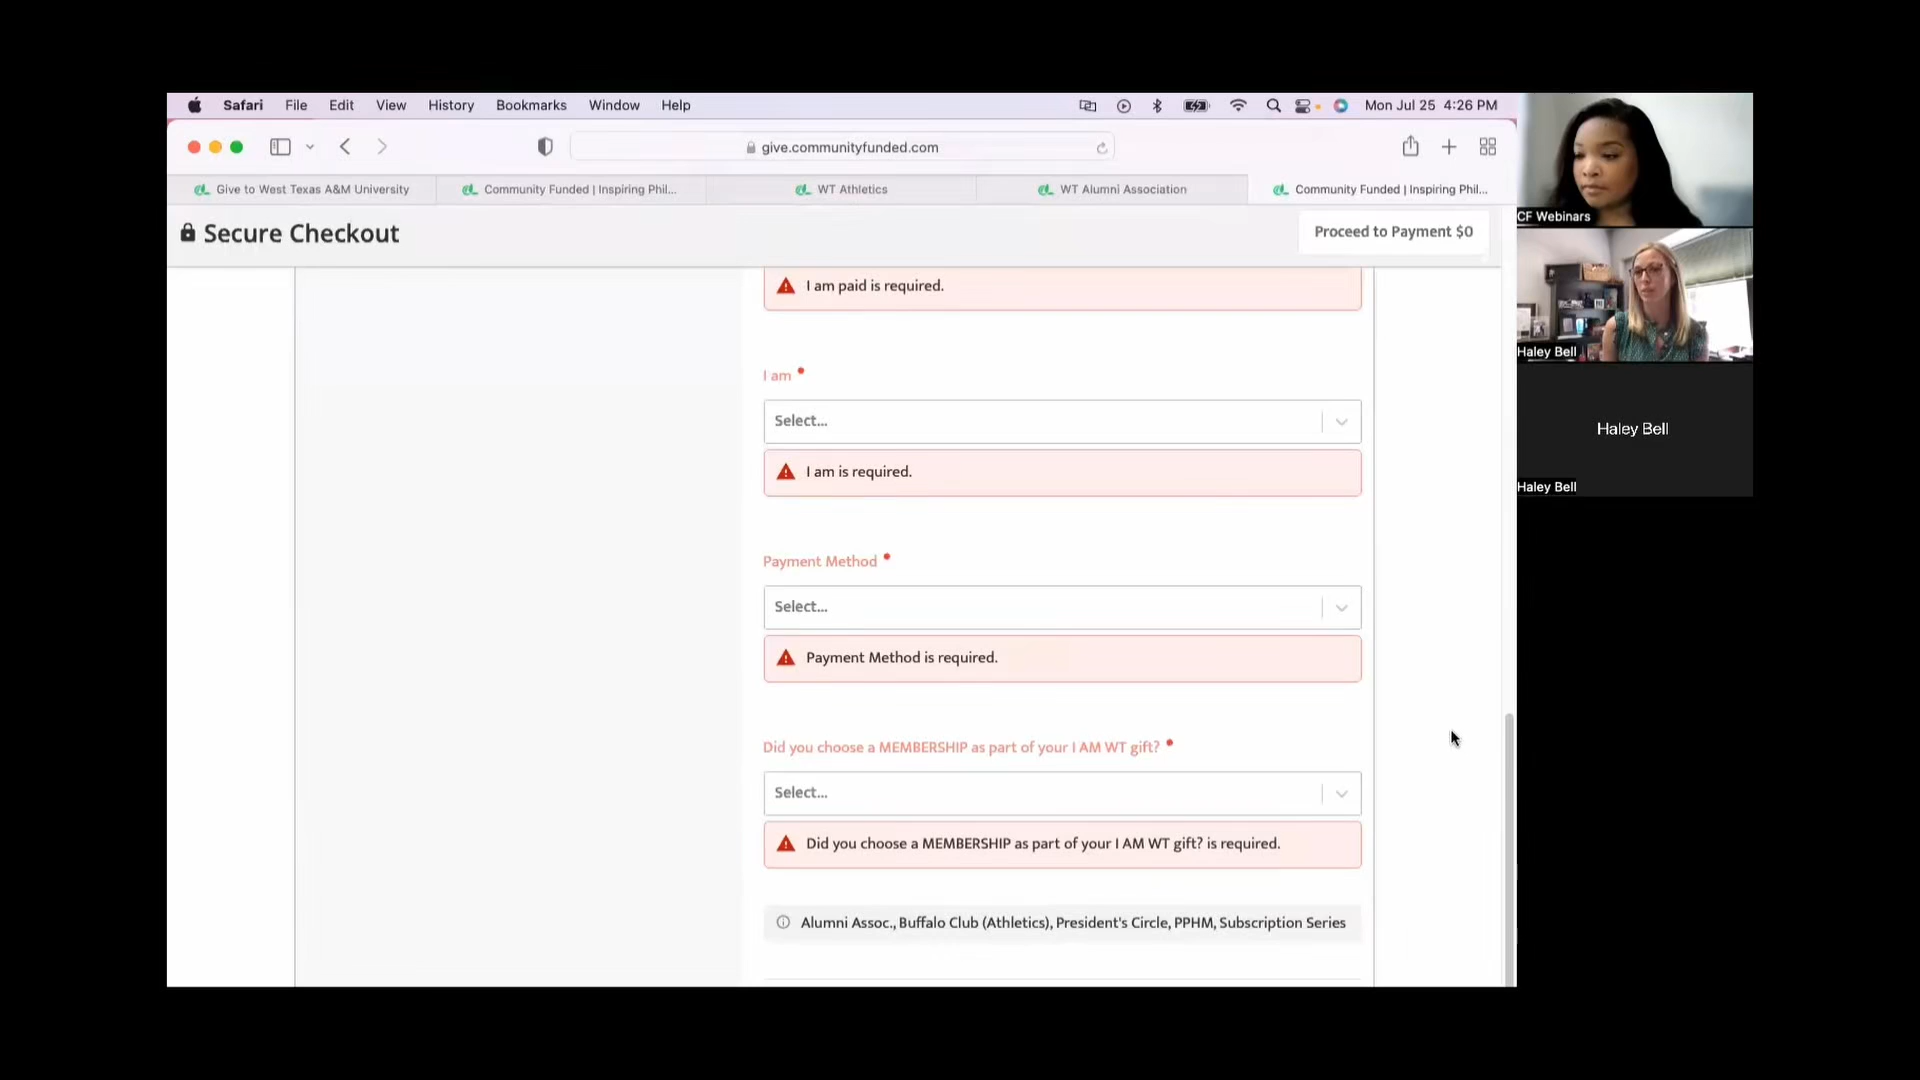 Safari File Edit View History Bookmarks Window Help Mon Jul 25 4:26 PM
give.communityfunded.com
Give to West Texas A&M University Community Funded | Inspiring Phil... WT Athletics WT Alumni Association Community Funded | Inspiring Phil...
Secure Checkout Proceed to Payment $0
I am paid is required.
I am
Select...
I am is required.
Payment Method
Select...
Payment Method is required.
Did you choose a MEMBERSHIP as part of your I AM WT gift?
Select...
Did you choose a MEMBERSHIP as part of your I AM WT gift? is required.
Alumni Assoc., Buffalo Club (Athletics), President's Circle, PPHM, Subscription Series
CF Webinars
Haley Bell
Haley Bell
Haley Bell